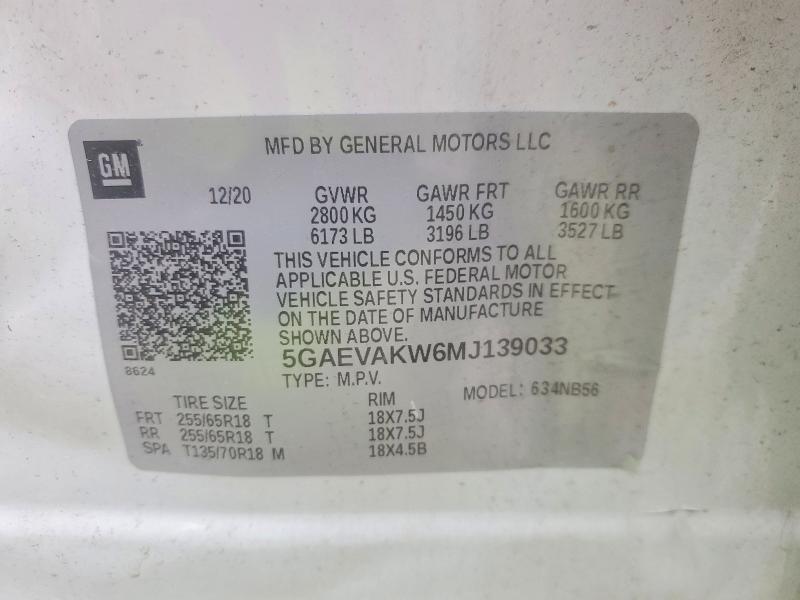 MFD BY GENERAL MOTORS LLC
GM
12/20 GVWR GAWR FRT GAWR RR
2800 KG 1450 KG 1600 KG
6173 LB 3196 LB 3527 LB
THIS VEHICLE CONFORMS TO ALL
APPLICABLE U.S. FEDERAL MOTOR
VEHICLE SAFETY STANDARDS IN EFFECT
ON THE DATE OF MANUFACTURE
SHOWN ABOVE.
8624
5GAEVAKW6MJ139033
TYPE: M.P.V. MODEL: 634NB56
TIRE SIZE RIM
FRT 255/65R18 T 18X7.5J
RR 255/65R18 T 18X7.5J
SPA T135/70R18 M 18X4.5B